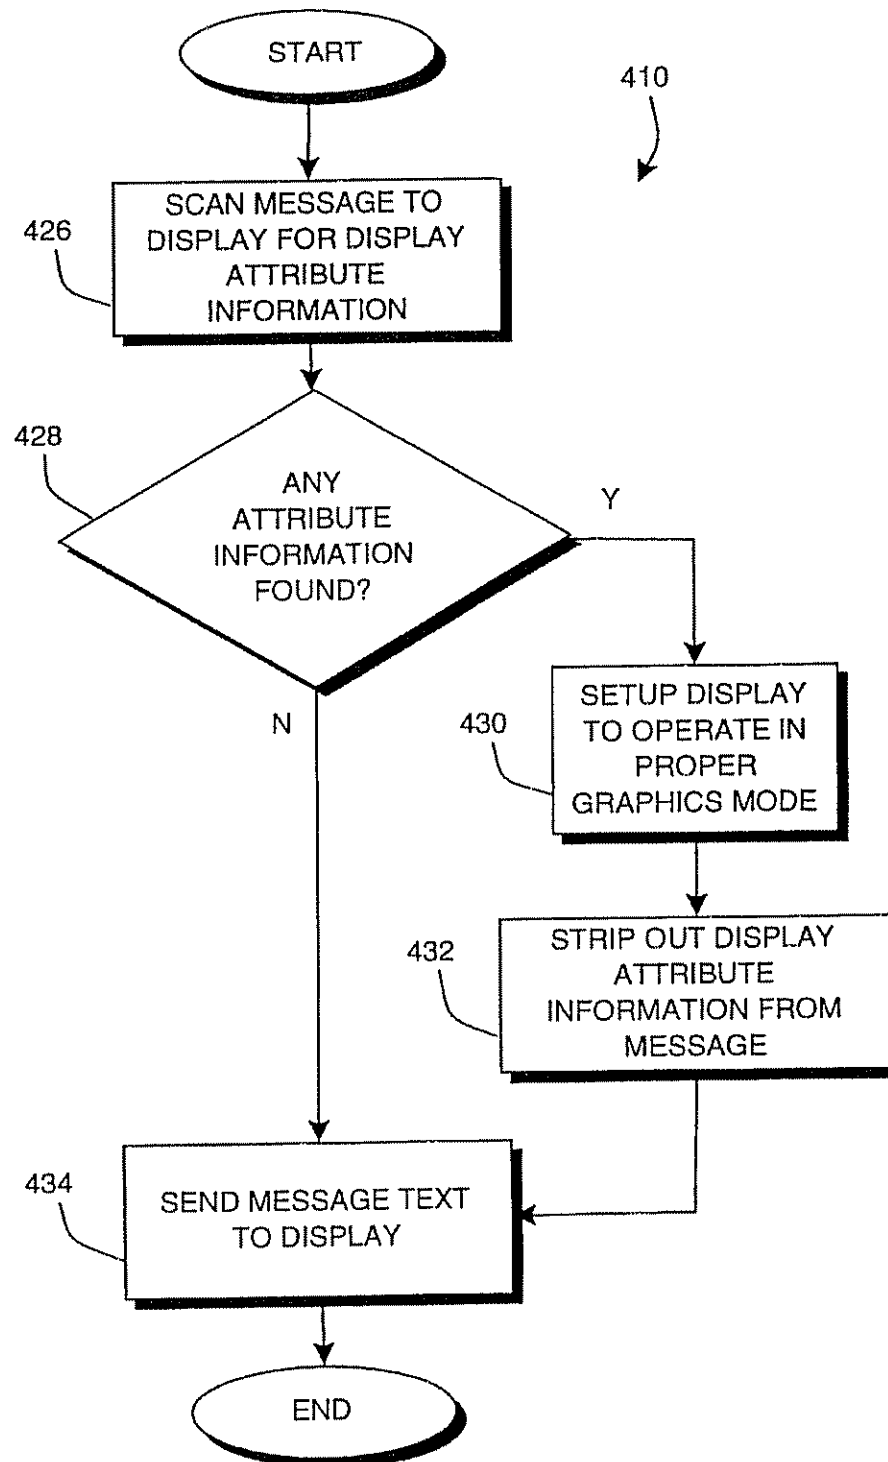 START
410
SCAN MESSAGE TO
DISPLAY FOR DISPLAY
ATTRIBUTE
INFORMATION
426
428
ANY
ATTRIBUTE
INFORMATION
FOUND?
Y
N
SETUP DISPLAY
TO OPERATE IN
PROPER
GRAPHICS MODE
430
STRIP OUT DISPLAY
ATTRIBUTE
INFORMATION FROM
MESSAGE
432
SEND MESSAGE TEXT
TO DISPLAY
434
END